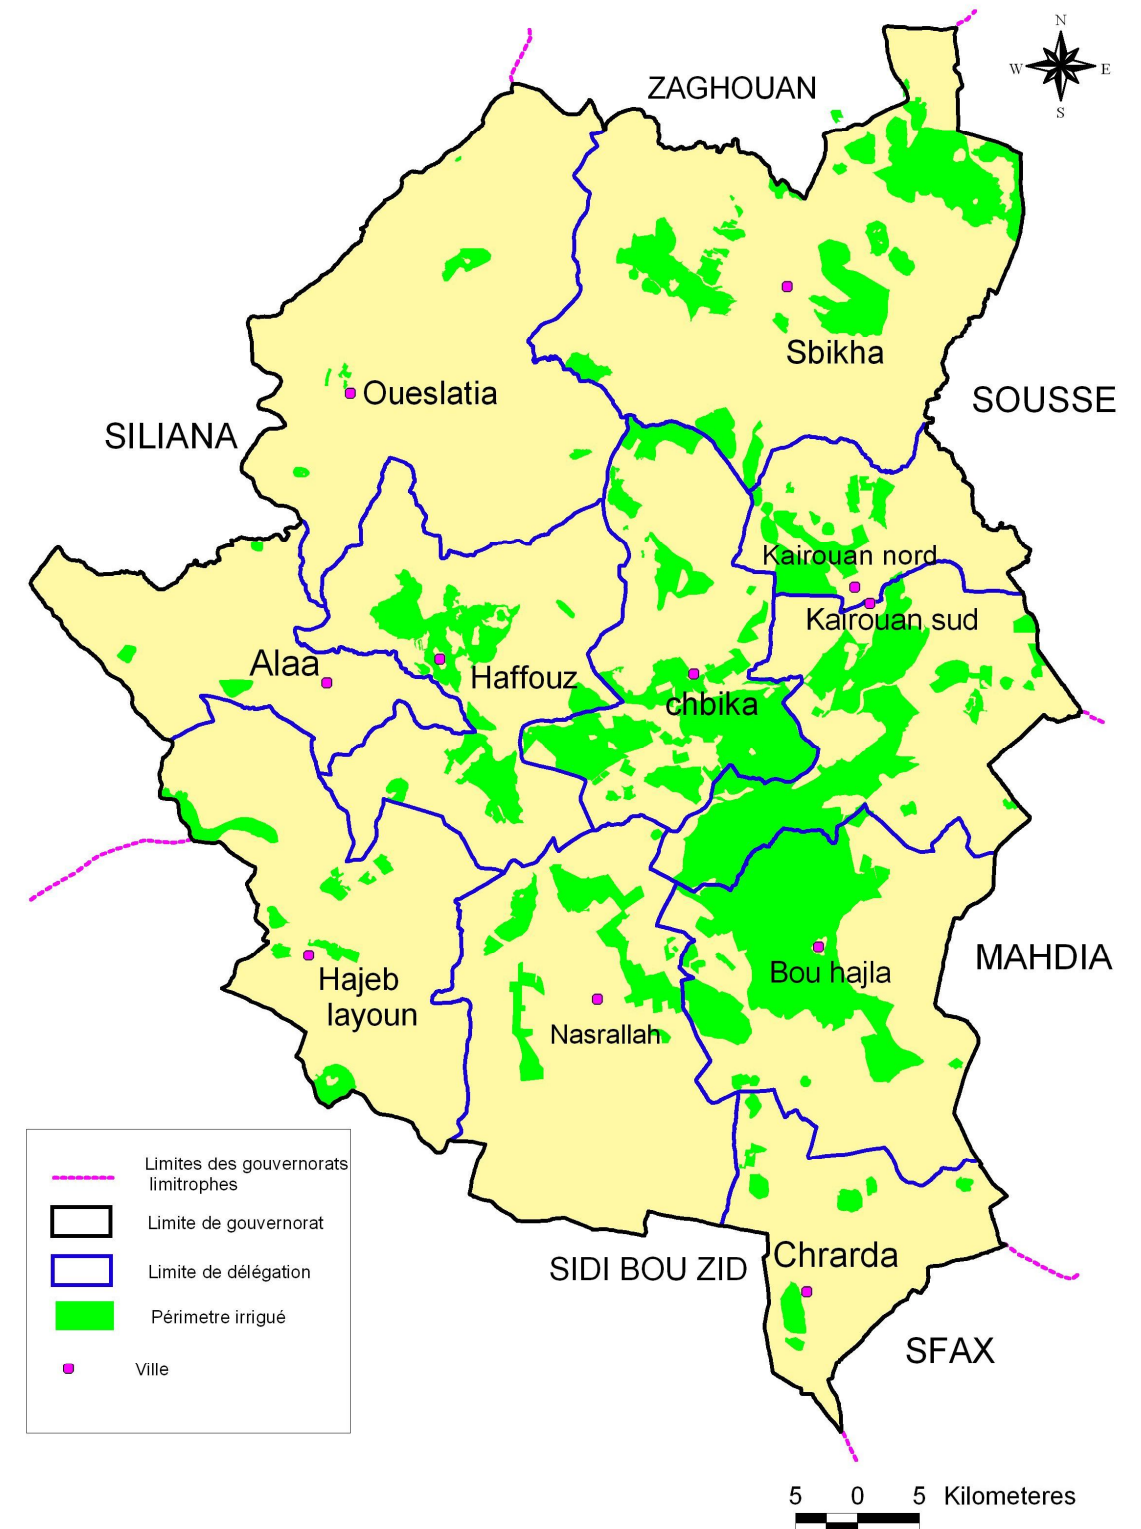 N
W E
S
ZAGHOUAN
Sbikha
SOUSSE
Oueslatia
SILIANA
Kairouan nord
Kairouan sud
Alaa
Haffouz
chbika
MAHDIA
Bou hajla
Hajeb
layoun
Nasrallah
Limites des gouvernorats
limitrophes
Limite de gouvernorat
Limite de délégation
Périmetre irrigué
Ville
SIDI BOU ZID
Chrarda
SFAX
5 0 5 Kilometeres